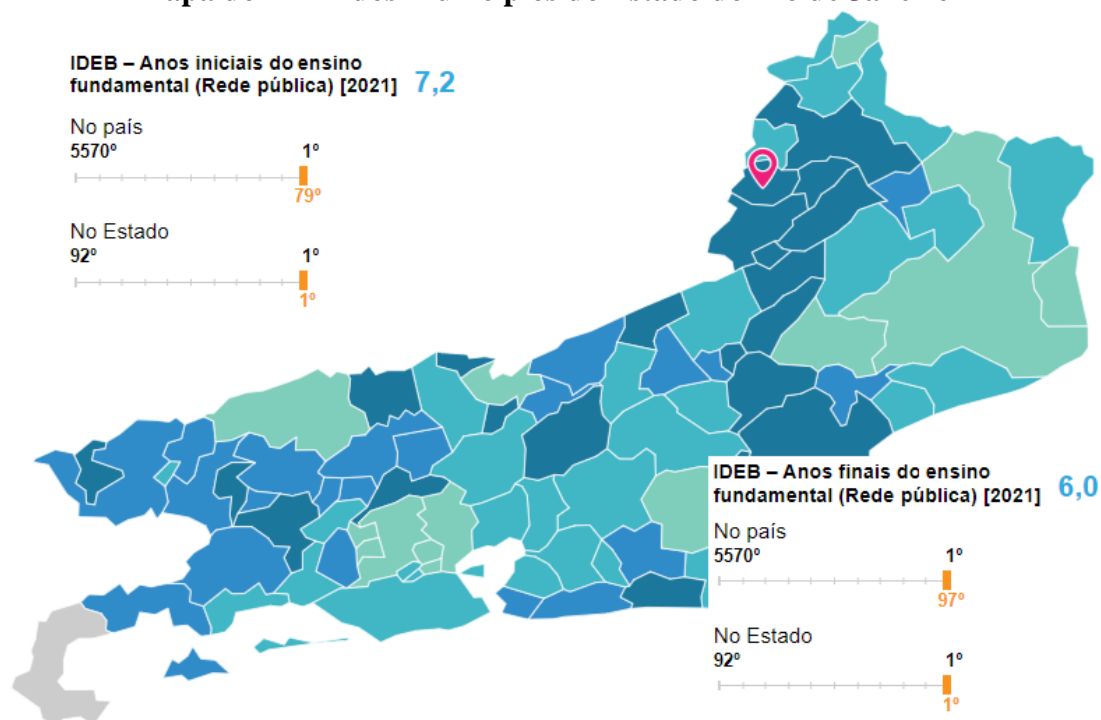 IDEB – Anos iniciais do ensino
fundamental (Rede pública) [2021] 7,2
No país
5570º 1º
79º
No Estado
92º 1º
1º
IDEB – Anos finais do ensino
fundamental (Rede pública) [2021] 6,0
No país
5570º 1º
97º
No Estado
92º 1º
1º